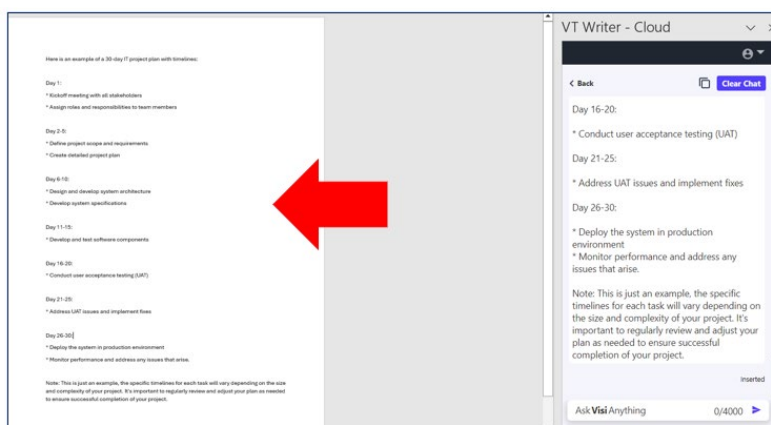 Here is an example of a 30-day IT project plan with timelines:
Day 1:
* Kickoff meeting with all stakeholders
* Assign roles and responsibilities to team members
Day 2-5:
* Define project scope and requirements
* Create detailed project plan
Day 6-10:
* Design and develop system architecture
* Develop system specifications
Day 11-15:
* Develop and test software components
Day 16-20:
* Conduct user acceptance testing (UAT)
Day 21-25:
* Address UAT issues and implement fixes
Day 26-30:
* Deploy the system in production environment
* Monitor performance and address any issues that arise.
Note: This is just an example, the specific timelines for each task will vary depending on the size
and complexity of your project. It's important to regularly review and adjust your plan as needed
to ensure successful completion of your project.
VT Writer - Cloud
Back
Clear Chat
Day 16-20:
* Conduct user acceptance testing (UAT)
Day 21-25:
* Address UAT issues and implement fixes
Day 26-30:
* Deploy the system in production
environment
* Monitor performance and address any
issues that arise.
Note: This is just an example, the specific
timelines for each task will vary depending on
the size and complexity of your project. It's
important to regularly review and adjust your
plan as needed to ensure successful
completion of your project.
Inserted
Ask Visi Anything
0/4000